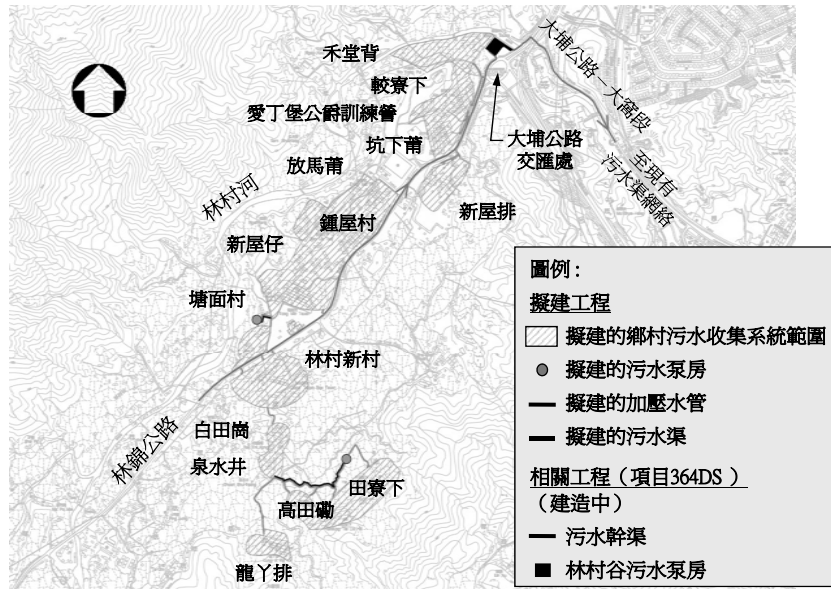 禾堂背
較寮下
愛丁堡公爵訓練營
坑下莆
放馬莆
林村河
鍾屋村
新屋仔
塘面村
大埔公路—大窩段
大埔公路
交匯處
至現有
污水渠網絡
新屋排
林村新村
林錦公路
白田崗
泉水井
田寮下
高田磡
龍丫排
圖例：
擬建工程
擬建的鄉村污水收集系統範圍
擬建的污水泵房
擬建的加壓水管
擬建的污水渠
相關工程（項目364DS）
（建造中）
污水幹渠
林村谷污水泵房